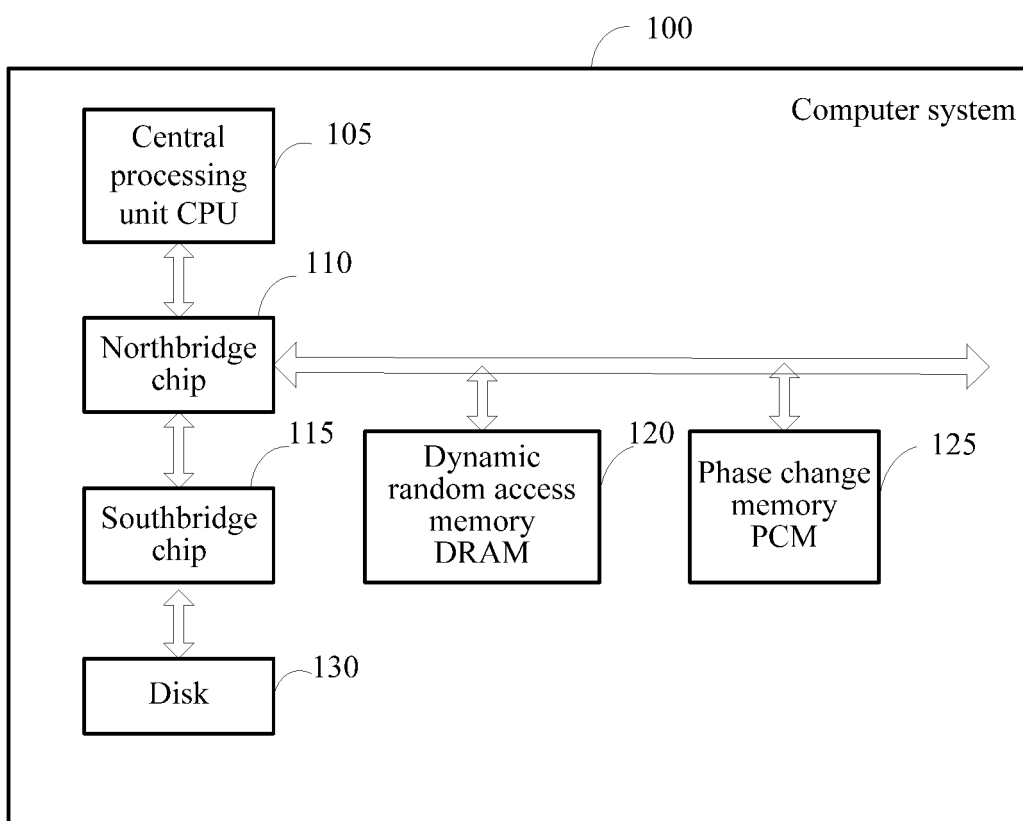 100
Computer system
Central
processing
unit CPU
105
110
Northbridge
chip
115
Southbridge
chip
Dynamic
random access
memory
DRAM
120
Phase change
memory
PCM
125
Disk
130